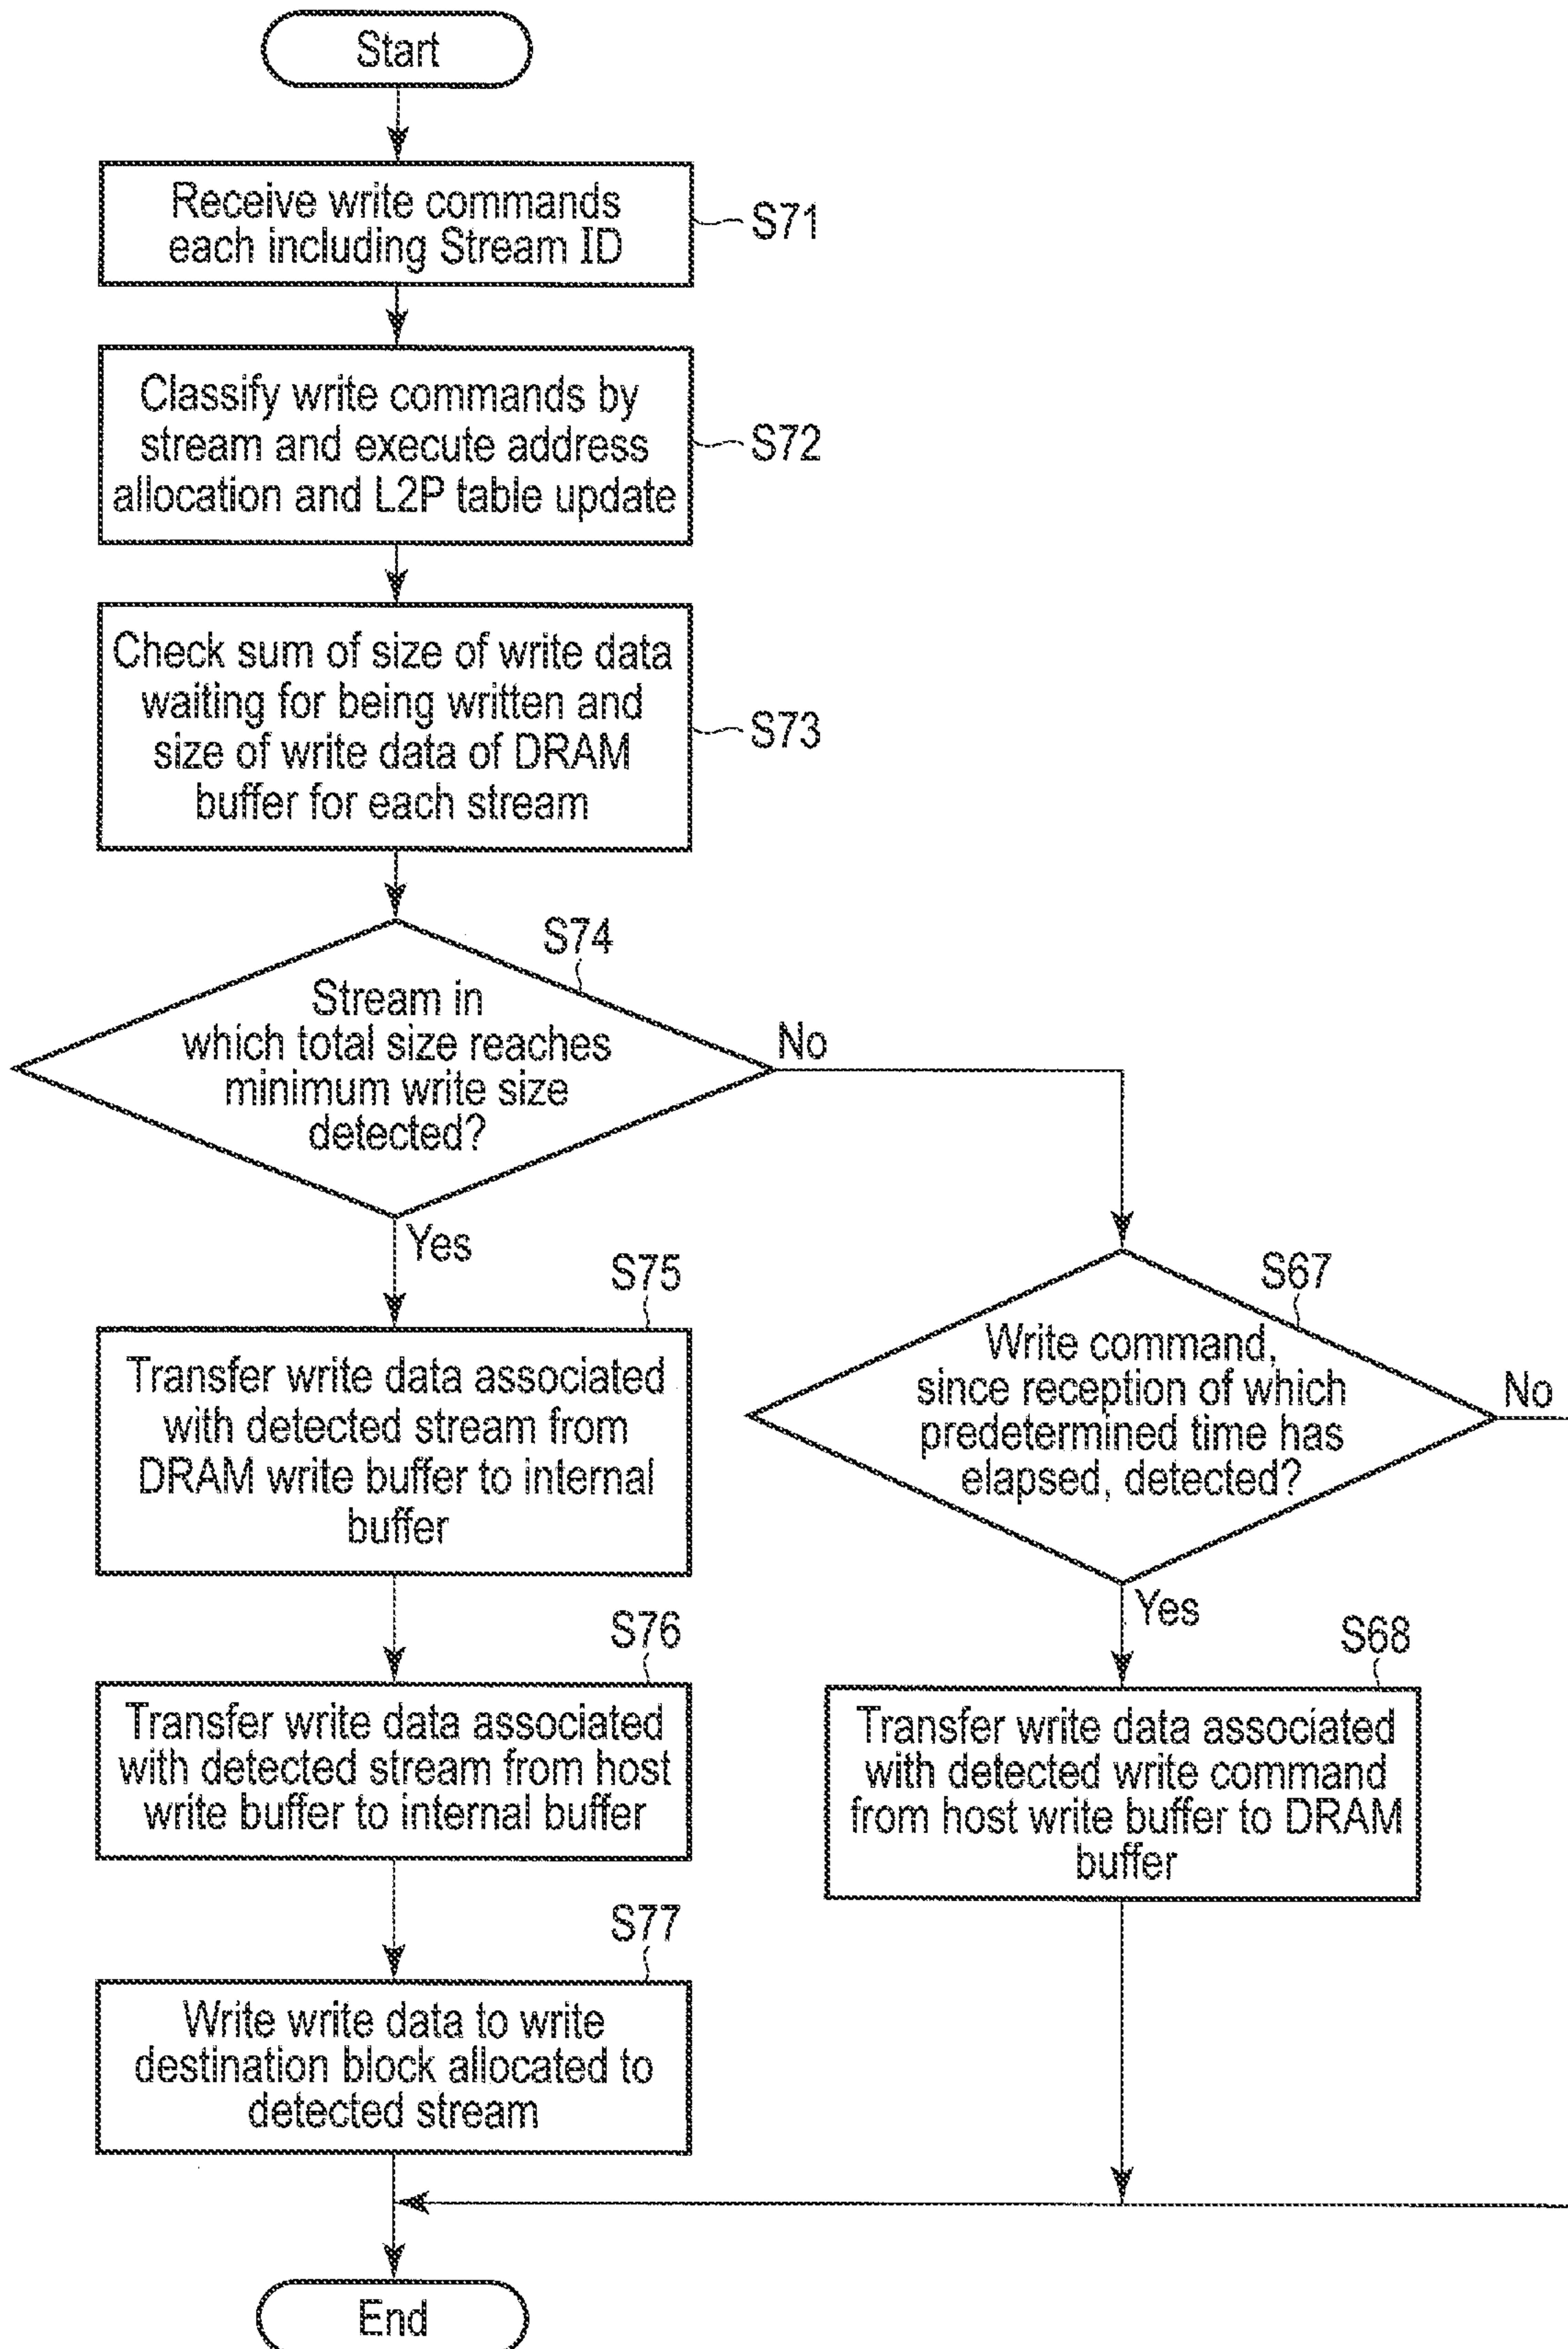 Start
Receive write commands
each including Stream ID
S71
Classify write commands by
stream and execute address
allocation and L2P table update
S72
Check sum of size of write data
waiting for being written and
size of write data of DRAM
buffer for each stream
S73
S74
Stream in
which total size reaches
minimum write size
detected?
No
Yes
S75
Transfer write data associated
with detected stream from
DRAM write buffer to internal
buffer
S67
Write command,
since reception of which
predetermined time has
elapsed, detected?
No
Yes
S76
Transfer write data associated
with detected stream from host
write buffer to internal buffer
S68
Transfer write data associated
with detected write command
from host write buffer to DRAM
buffer
S77
Write write data to write
destination block allocated to
detected stream
End